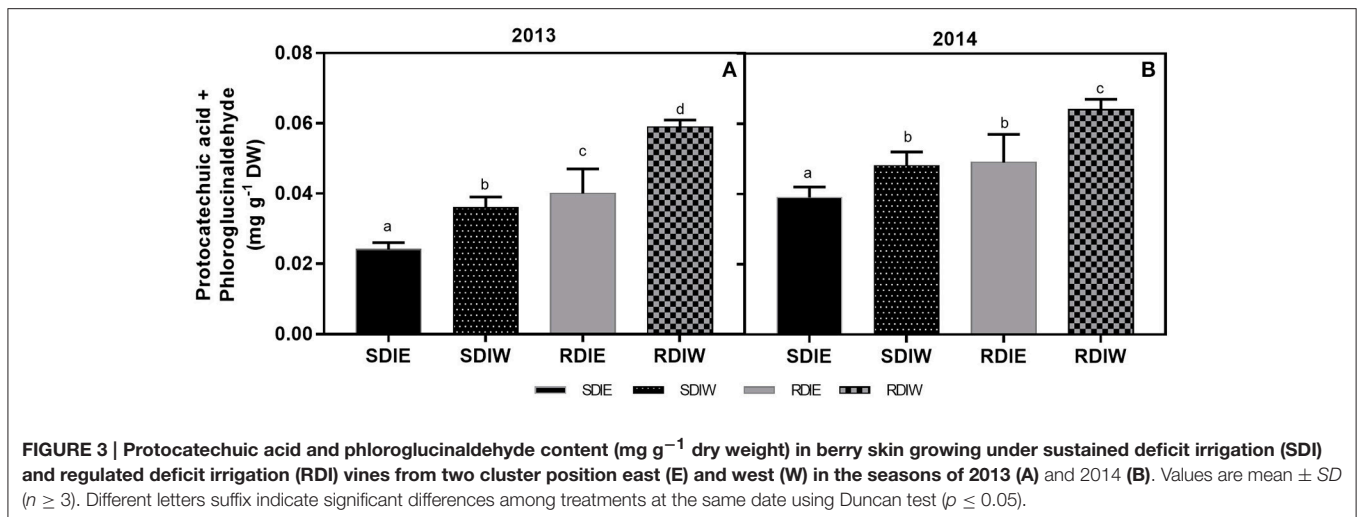 2013
2014
A
B
Protocatechuic acid +
Phloroglucinaldehyde
(mg g⁻¹ DW)
0.08
0.06
0.04
0.02
0.00
a
b
c
d
a
b
b
c
SDIE SDIW RDIE RDIW
SDIE SDIW RDIE RDIW
SDIE SDIW RDIE RDIW
FIGURE 3 | Protocatechuic acid and phloroglucinaldehyde content (mg g⁻¹ dry weight) in berry skin growing under sustained deficit irrigation (SDI)
and regulated deficit irrigation (RDI) vines from two cluster position east (E) and west (W) in the seasons of 2013 (A) and 2014 (B). Values are mean ± SD
(n ≥ 3). Different letters suffix indicate significant differences among treatments at the same date using Duncan test (p ≤ 0.05).